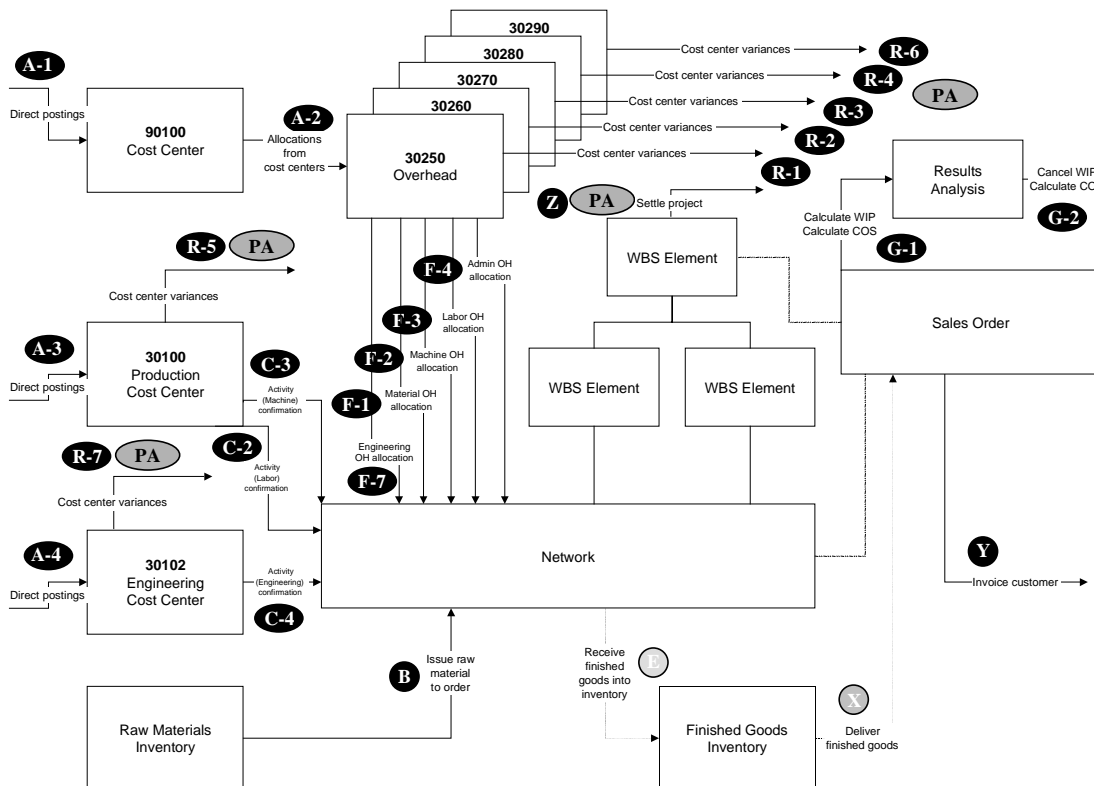 30290
30280
30270
30260
30250
Overhead
Cost center variances
R-6
Cost center variances
R-4
PA
Cost center variances
R-3
Cost center variances
R-2
Cost center variances
R-1
A-1
Direct postings
90100
Cost Center
A-2
Allocations
from
cost centers
Results
Analysis
Cancel WIP
Calculate CO
G-2
Calculate WIP
Calculate COS
G-1
Z
PA
Settle project
WBS Element
Sales Order
R-5
PA
Cost center variances
F-4
Admin OH
allocation
F-3
Labor OH
allocation
F-2
Machine OH
allocation
F-1
Material OH
allocation
Engineering
OH allocation
F-7
A-3
Direct postings
30100
Production
Cost Center
C-3
Activity
(Machine)
confirmation
WBS Element
WBS Element
R-7
PA
Cost center variances
C-2
Activity
(Labor)
confirmation
A-4
Direct postings
30102
Engineering
Cost Center
Activity
(Engineering)
confirmation
C-4
Network
Y
Invoice customer
B
Issue raw
material
to order
Receive
finished
goods into
inventory
E
Raw Materials
Inventory
Finished Goods
Inventory
X
Deliver
finished goods